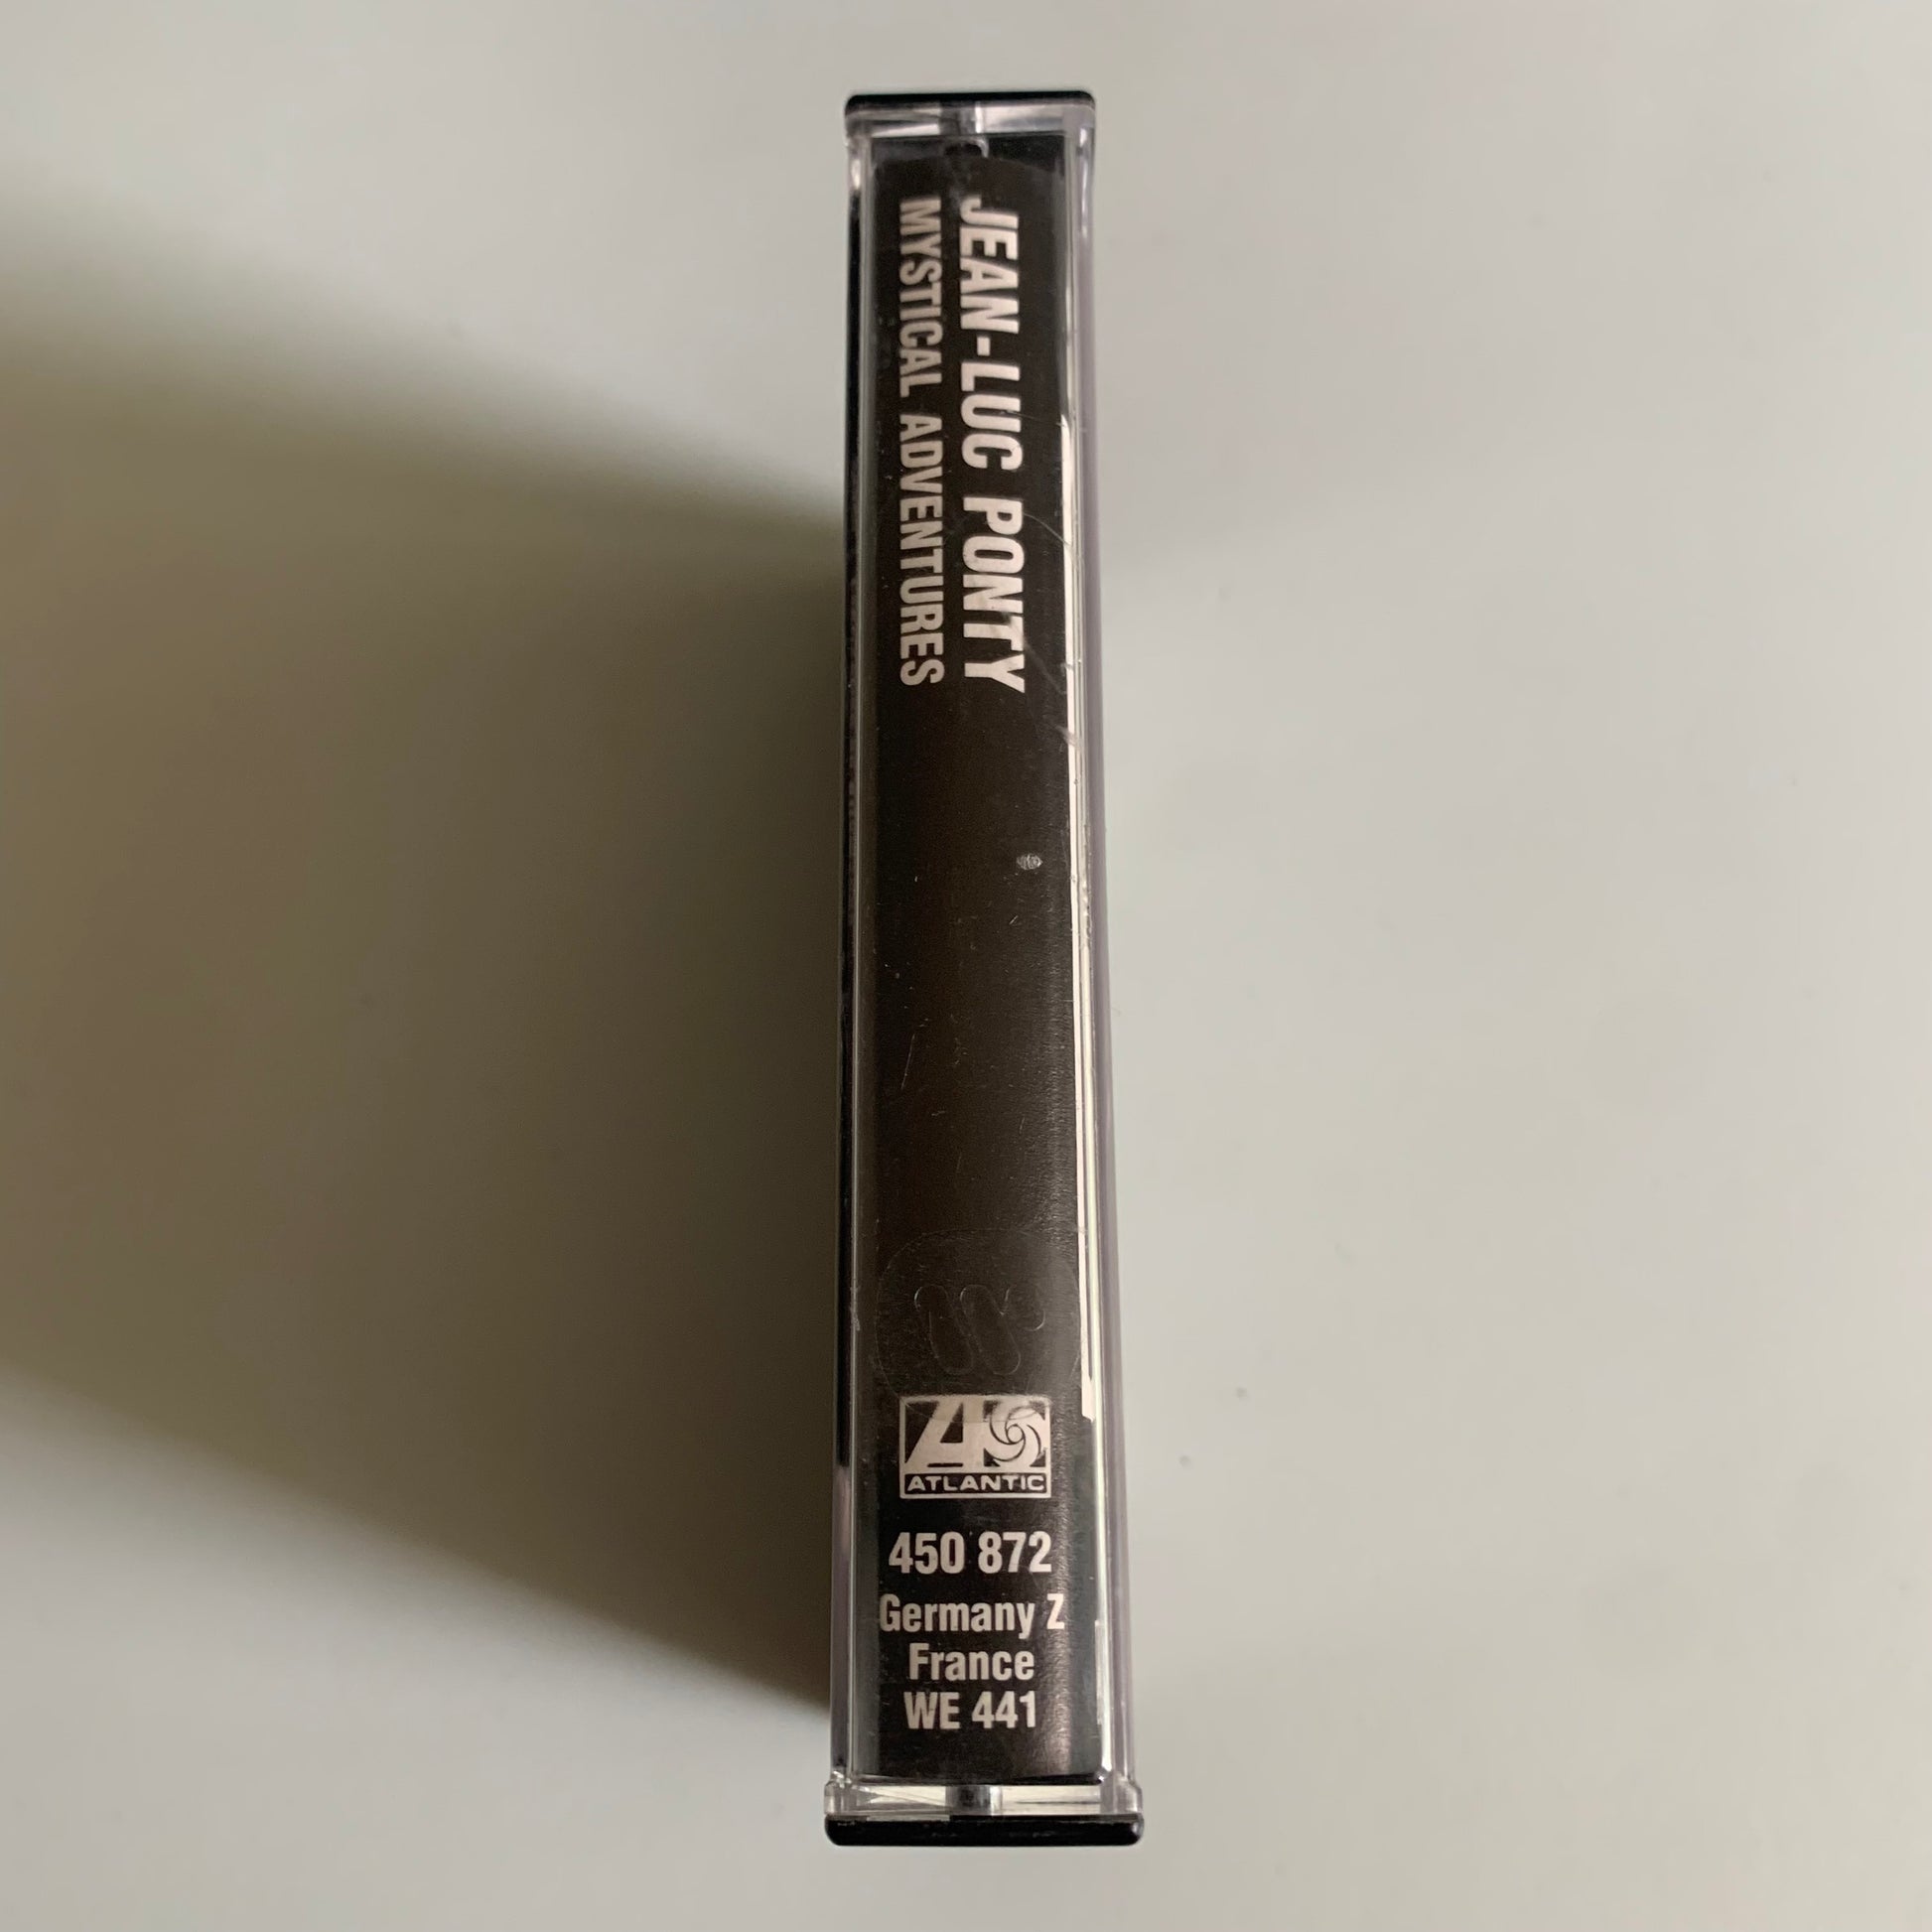 JEAN-LUC PONTY
MYSTICAL ADVENTURES
ATLANTIC
450 872
Germany Z
France
WE 441